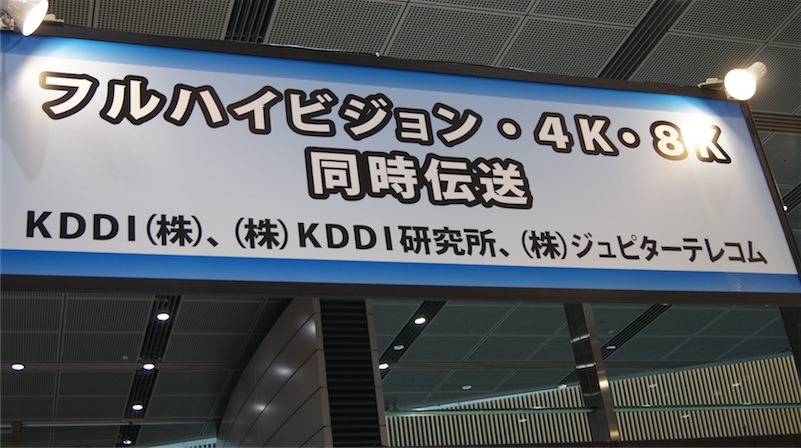 フルハイビジョン・4K・8K
同時伝送
KDDI(株)、(株)KDDI研究所、(株)ジュピターテレコム